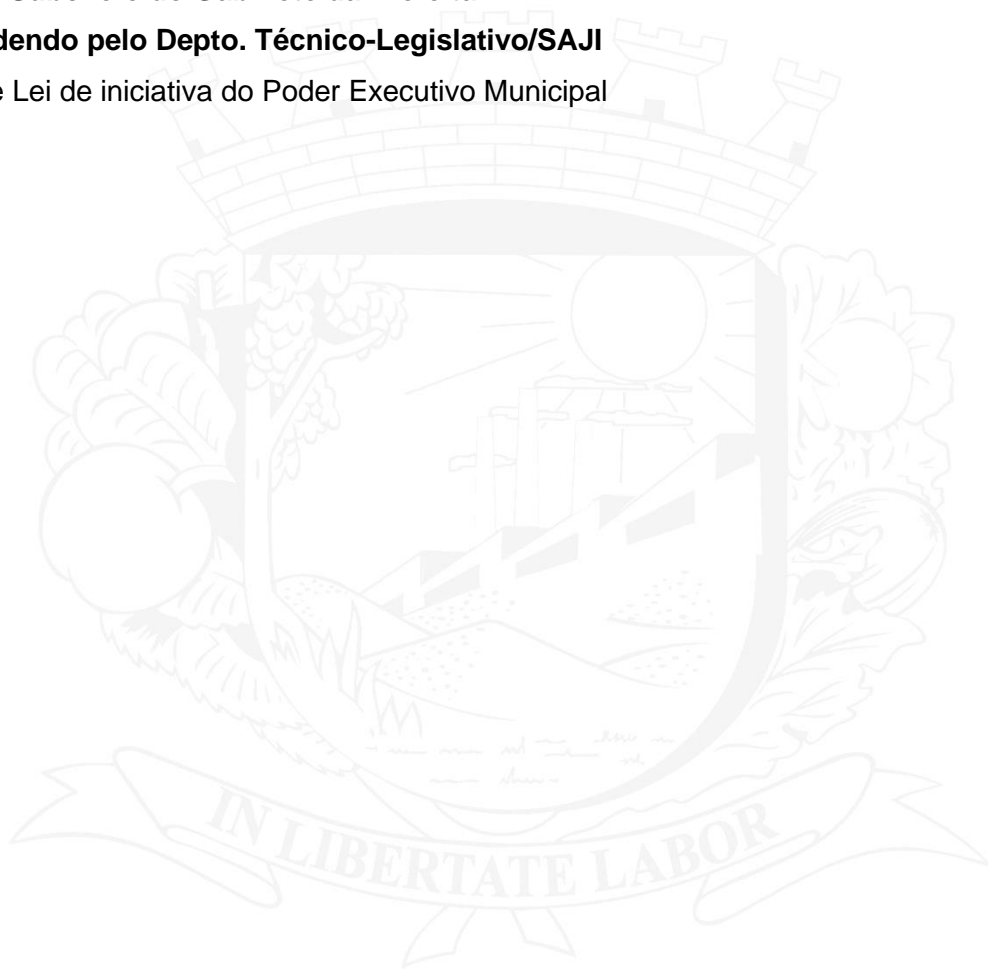 dendo pelo Depto. Técnico-Legislativo/SAJI
e Lei de iniciativa do Poder Executivo Municipal
IN LIBERTATE LABOR